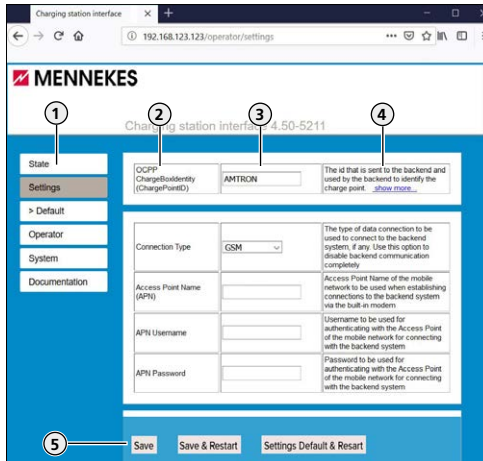 Charging station interface
192.168.123.123/operator/settings
MENNEKES
1
2
3
4
Charging station interface 4.50-5211
State
Settings
> Default
Operator
System
Documentation
OCPP
ChargeBoxIdentity
(ChargePointID)
AMTRON
The id that is sent to the backend and
used by the backend to identify the
charge point. show more...
Connection Type
GSM
The type of data connection to be
used to connect to the backend
system, if any. Use this option to
disable backend communication
completely
Access Point Name
(APN)
Access Point Name of the mobile
network to be used when establishing
connections to the backend system
via the built-in modem
APN Username
Username to be used for
authenticating with the Access Point
of the mobile network for connecting
with the backend system
APN Password
Password to be used for
authenticating with the Access Point
of the mobile network for connecting
with the backend system
5
Save
Save & Restart
Settings Default & Resart